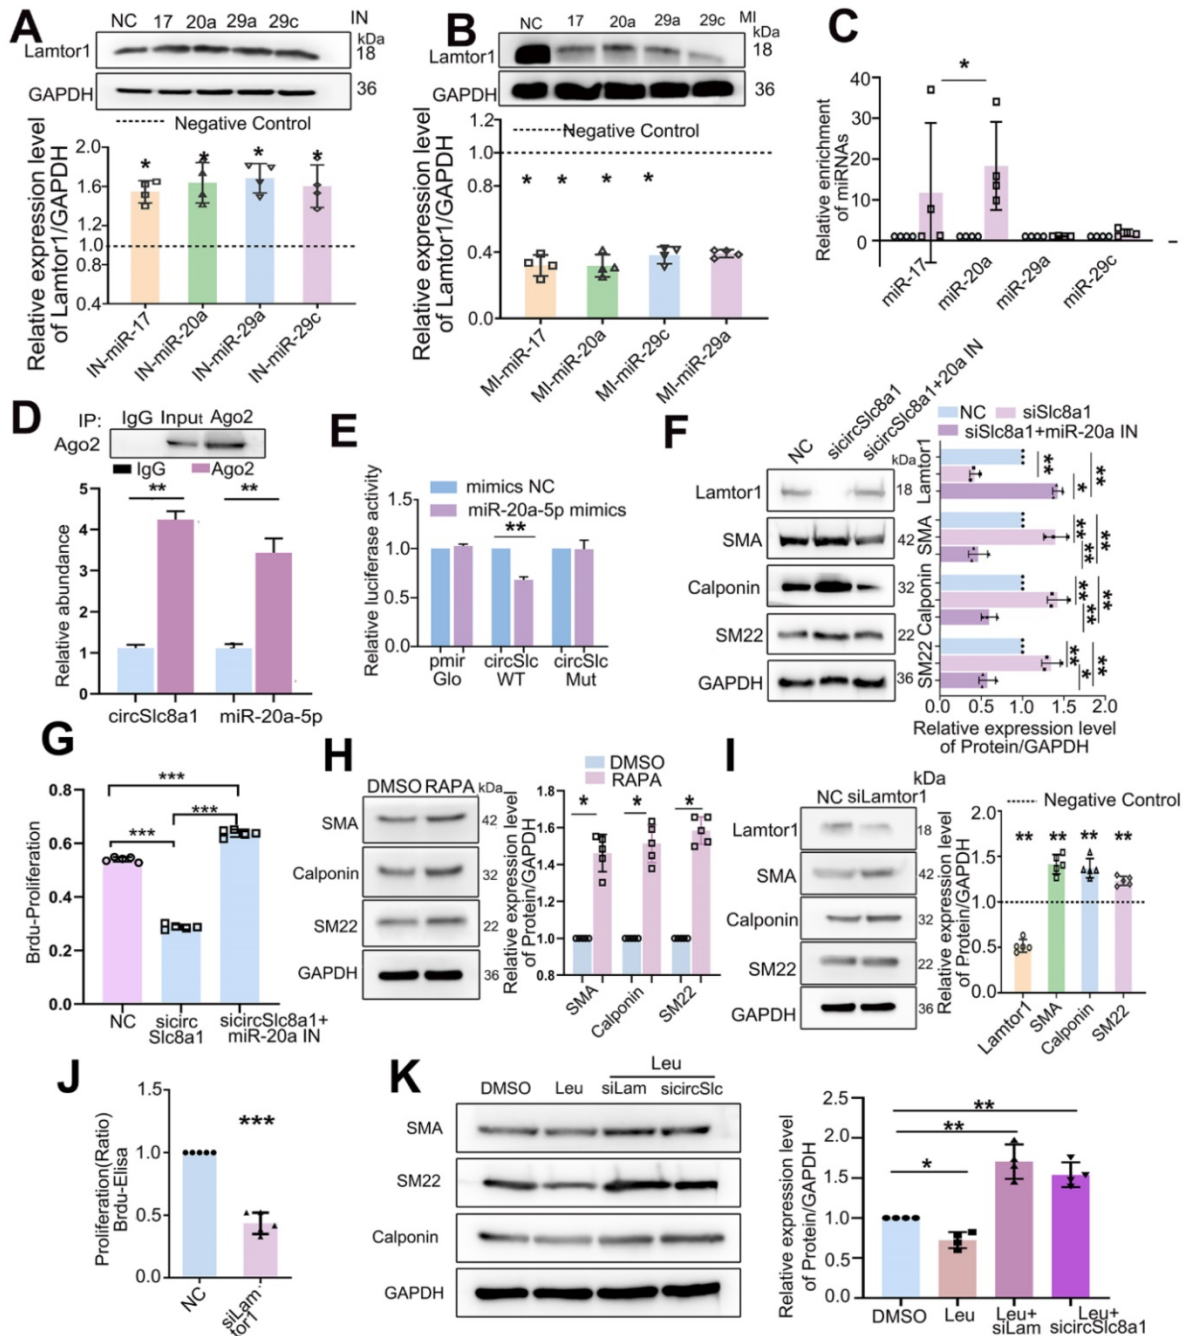 A
NC 17 20a 29a 29c IN
kDa
Lamtor1 18
GAPDH 36
Negative Control
Relative expression level
of Lamtor1/GAPDH
2.0
1.6
1.2
1.0
0.8
0.4
* * * *
IN-miR-17
IN-miR-20a
IN-miR-29a
IN-miR-29c
B
NC 17 20a 29a 29c MI
kDa
Lamtor1 18
GAPDH 36
Negative Control
Relative expression level
of Lamtor1/GAPDH
1.2
1.0
0.8
0.4
0.0
* * * *
MI-miR-17
MI-miR-20a
MI-miR-29c
MI-miR-29a
C
Relative enrichment
of miRNAs
40
30
20
10
0
*
miR-17
miR-20a
miR-29a
miR-29c
D
IP: IgG Input Ago2
Ago2
IgG Ago2
Relative abundance
5
4
3
2
1
0
** **
circSlc8a1 miR-20a-5p
E
mimics NC
miR-20a-5p mimics
Relative luciferase activity
1.5
1.0
0.5
0.0
**
pmir
Glo
circSlc
WT
circSlc
Mut
F
NC
sicircSlc8a1
sicircSlc8a1+20a IN
kDa
Lamtor1 18
SMA 42
Calponin 32
SM22 22
GAPDH 36
NC siSlc8a1
siSlc8a1+miR-20a IN
Lamtor1
** * **
SMA
** ** **
Calponin
** ** **
SM22
** * **
0.0 0.5 1.0 1.5 2.0
Relative expression level
of Protein/GAPDH
G
Brdu-Proliferation
0.8
0.6
0.4
0.2
0.0
***
***
***
NC
sicirc
Slc8a1
sicircSlc8a1+
miR-20a IN
H
DMSO RAPA kDa
SMA 42
Calponin 32
SM22 22
GAPDH 36
DMSO
RAPA
Relative expression level
of Protein/GAPDH
1.8
1.6
1.4
1.2
1.0
0.8
* * *
SMA
Calponin
SM22
I
kDa
NC siLamtor1
Lamtor1 18
SMA 42
Calponin 32
SM22 22
GAPDH 36
Negative Control
Relative expression level
of Protein/GAPDH
2.0
1.5
1.0
0.5
0.0
** ** ** **
Lamtor1
SMA
Calponin
SM22
J
Proliferation(Ratio)
Brdu-Elisa
1.5
1.0
0.5
0.0
***
NC
siLam
tor1
K
Leu
DMSO Leu siLam sicircSlc
SMA
SM22
Calponin
GAPDH
Relative expression level
of Protein/GAPDH
2.5
2.0
1.5
1.0
0.5
0.0
**
**
*
DMSO
Leu
Leu+
siLam
Leu+
sicircSlc8a1